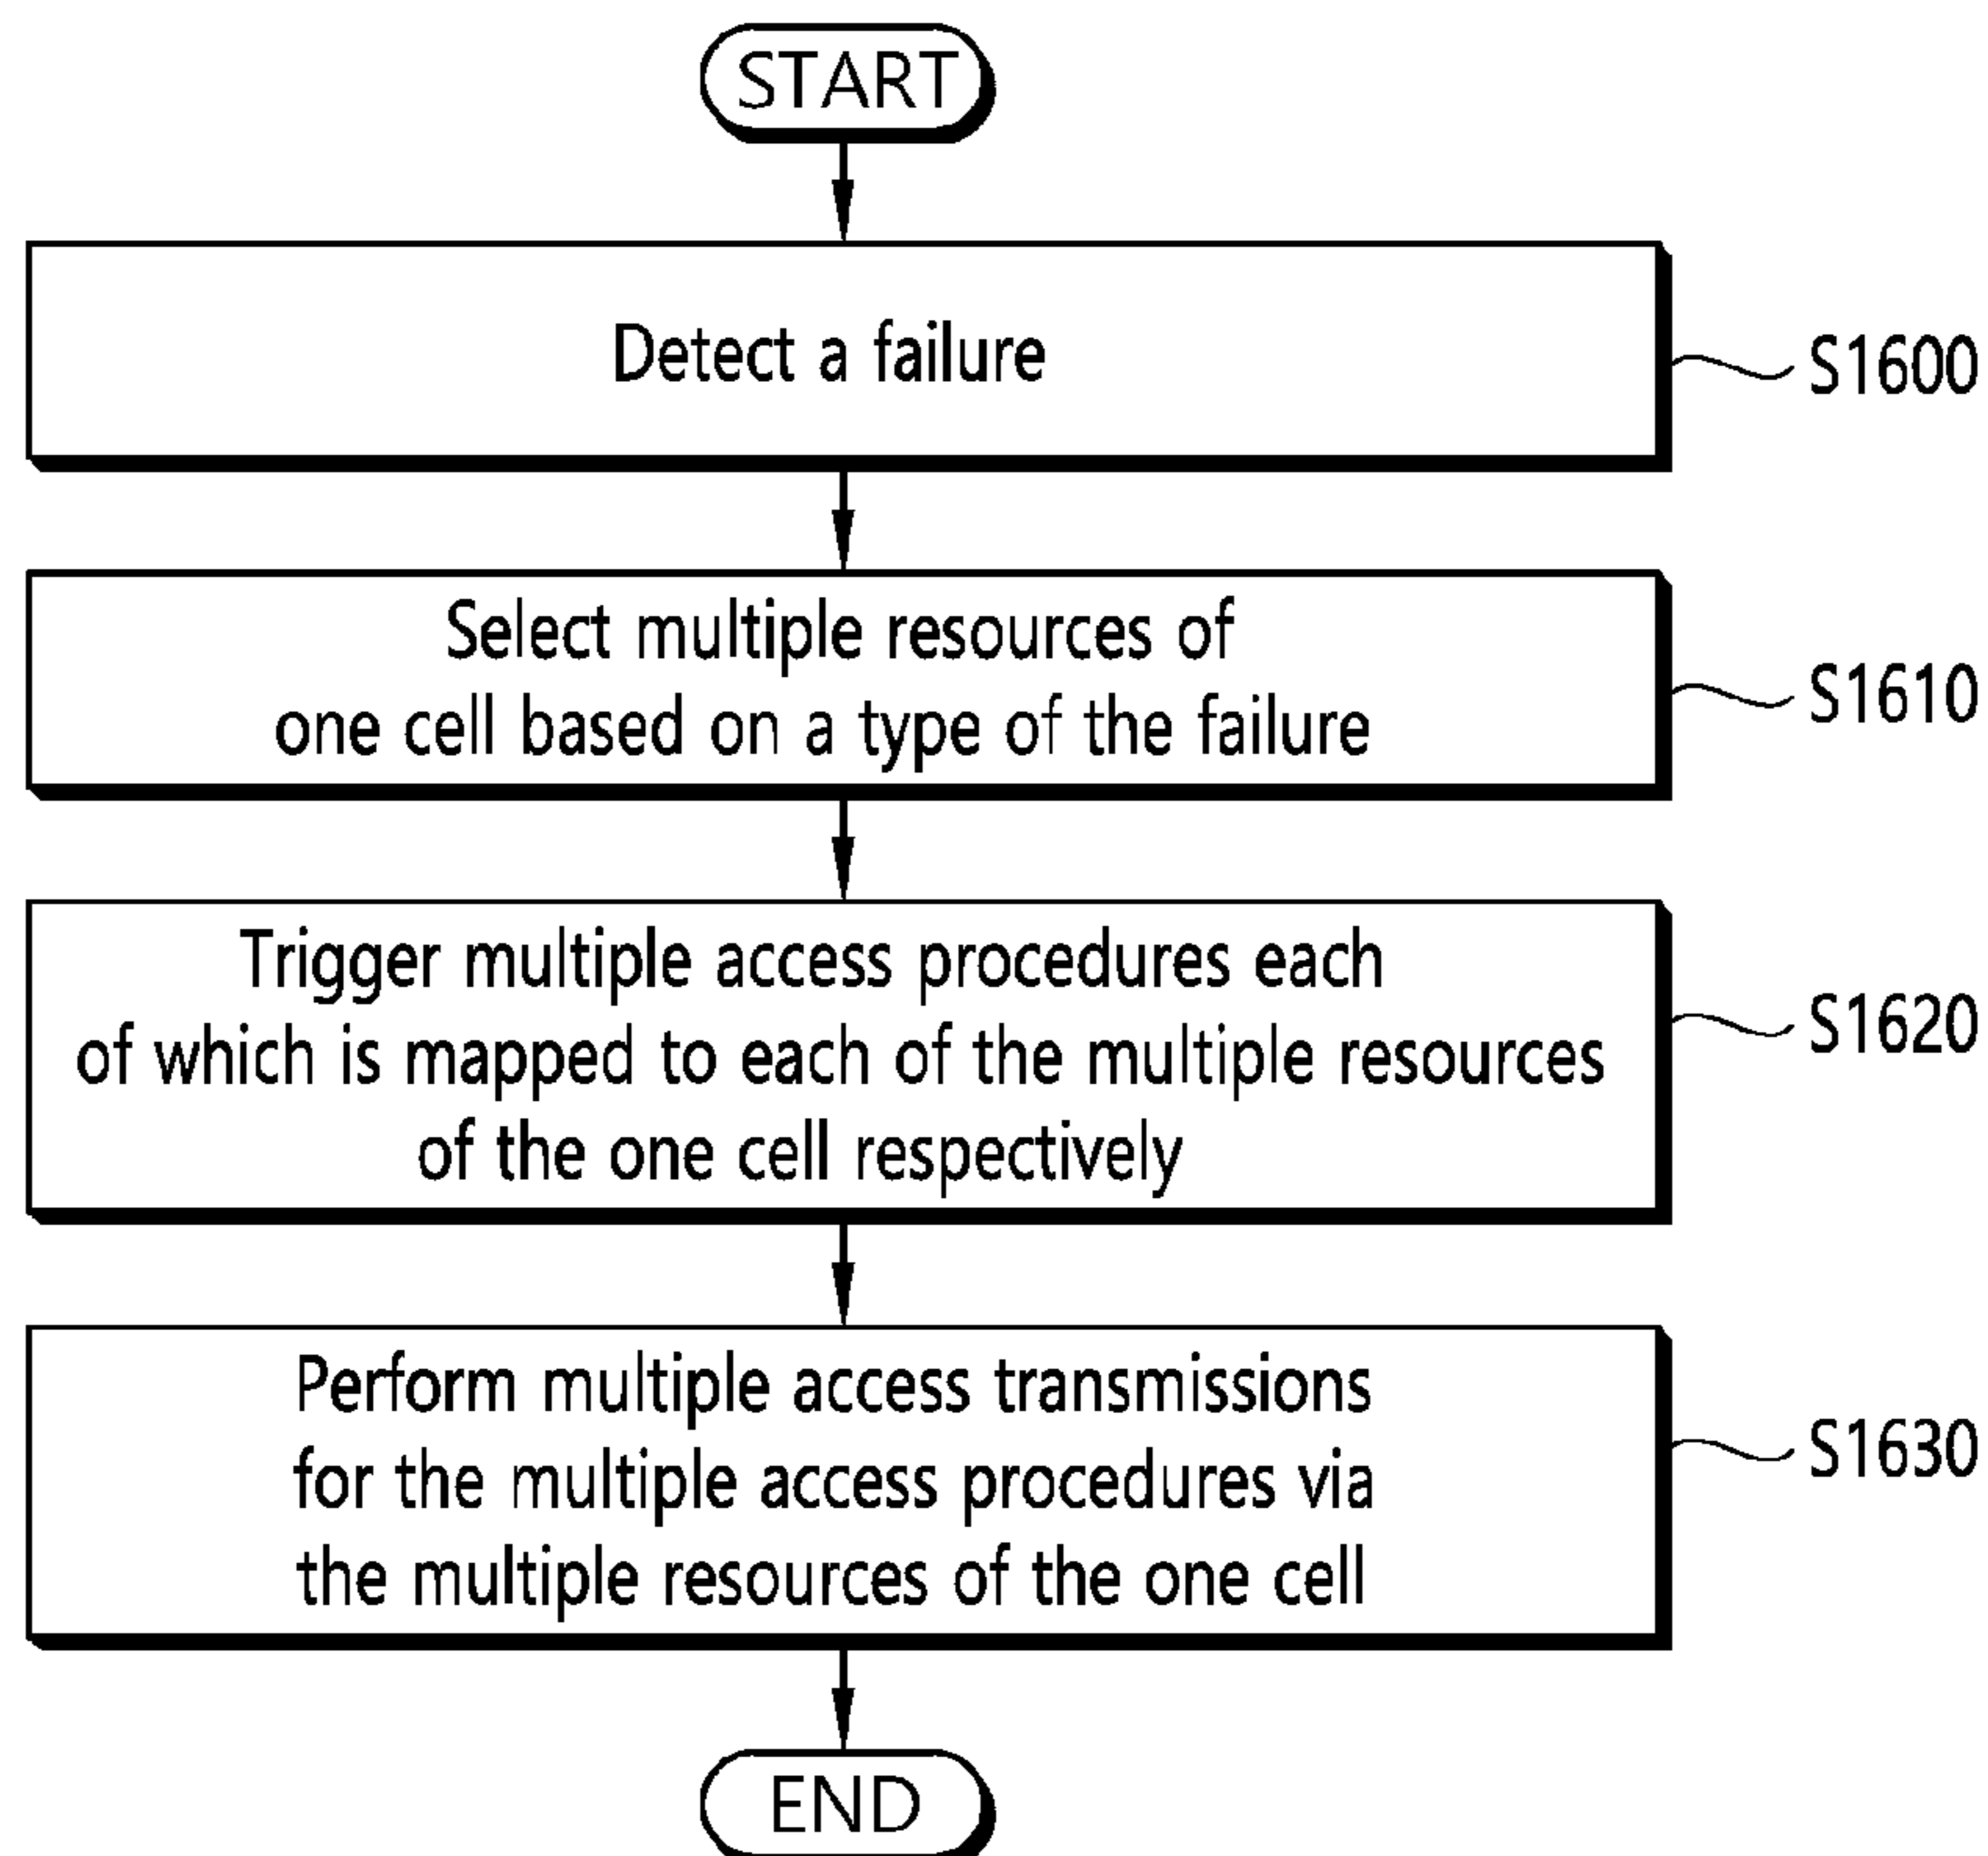 START
Detect a failure
S1600
Select multiple resources of
one cell based on a type of the failure
S1610
Trigger multiple access procedures each
of which is mapped to each of the multiple resources
of the one cell respectively
S1620
Perform multiple access transmissions
for the multiple access procedures via
the multiple resources of the one cell
S1630
END